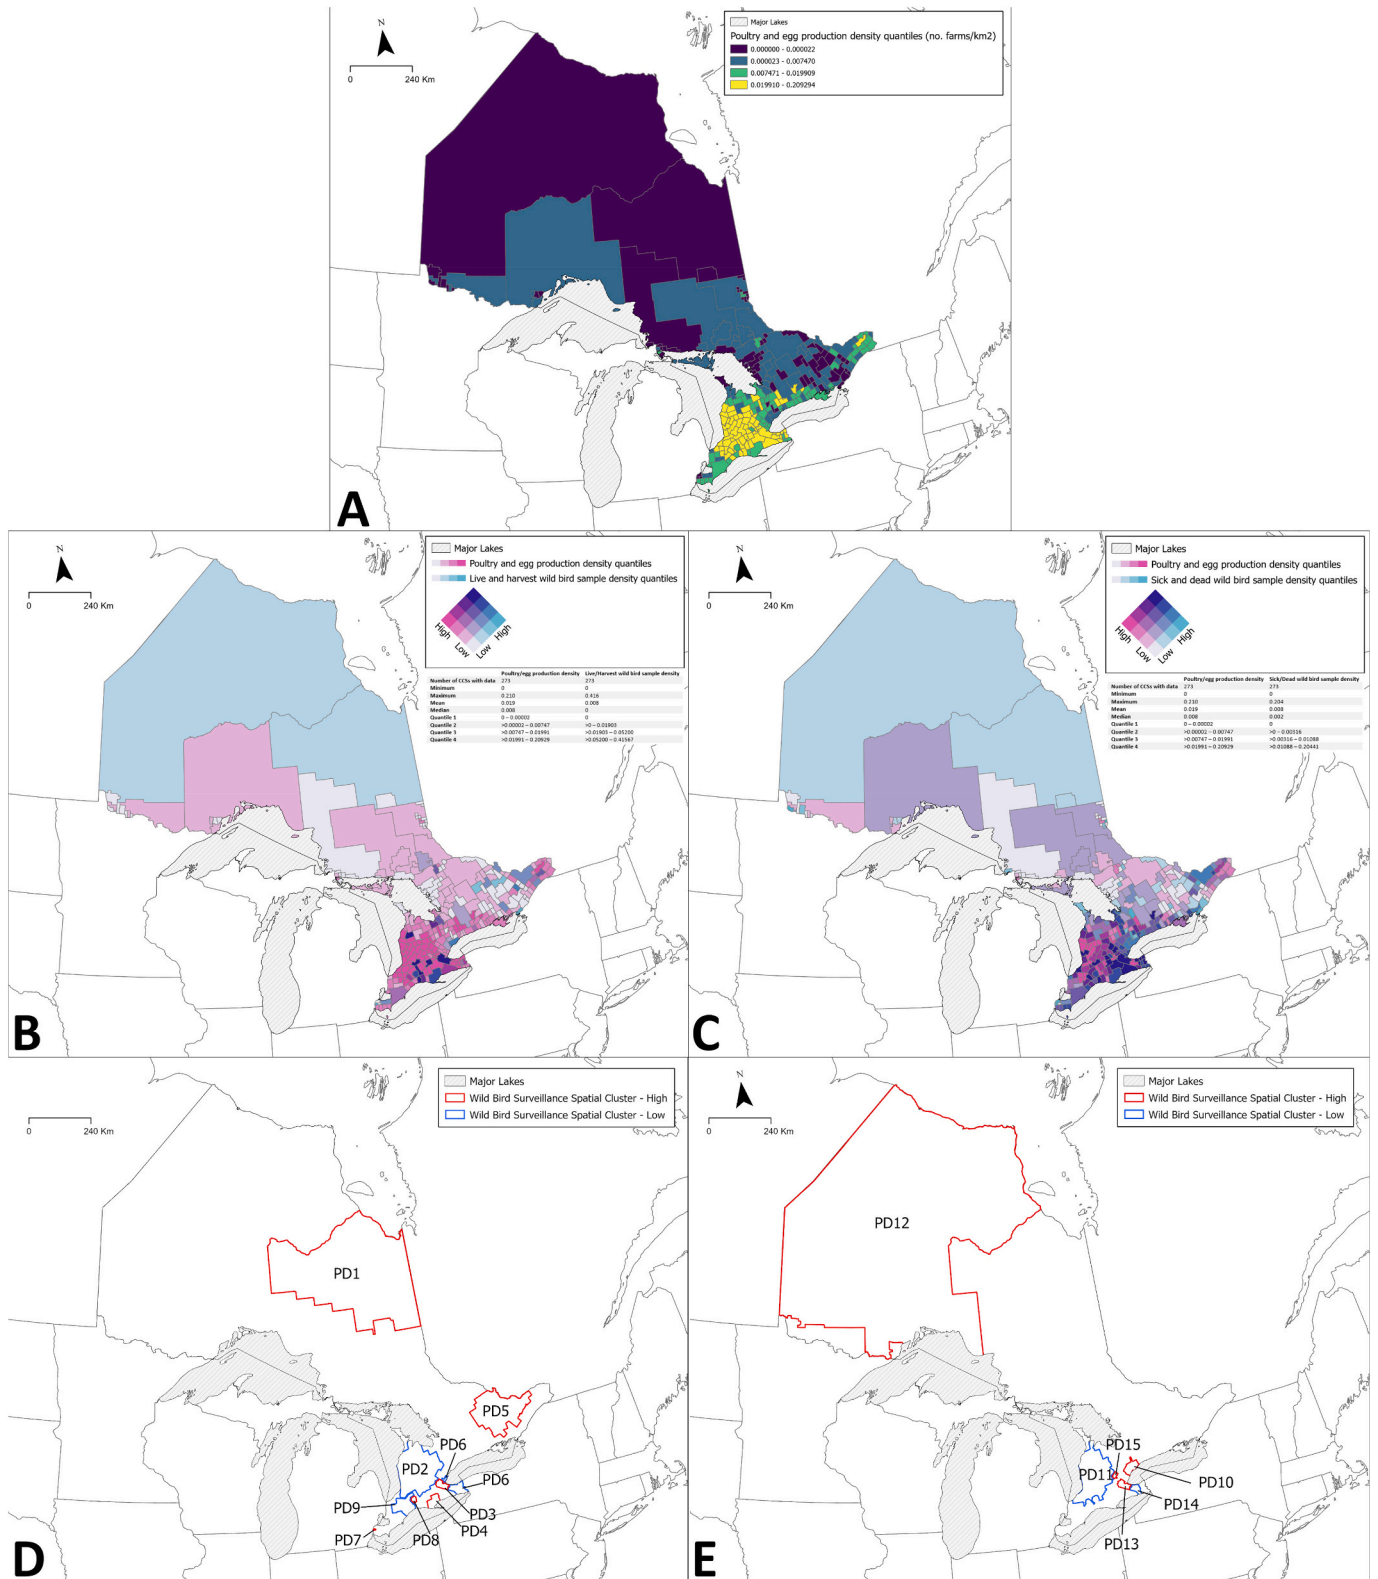 N
0 240 Km
Major Lakes
Poultry and egg production density quantiles (no. farms/km2)
0.000000 - 0.000022
0.000023 - 0.007470
0.007471 - 0.019909
0.019910 - 0.209294
A
N
0 240 Km
Major Lakes
Poultry and egg production density quantiles
Live and harvest wild bird sample density quantiles
High Low Low High
Poultry/egg production density Live/Harvest wild bird sample density
Number of CCSs with data 273 273
Minimum 0 0
Maximum 0.210 0.416
Mean 0.019 0.008
Median 0.008 0
Quantile 1 0 – 0.00002 0
Quantile 2 >0.00002 – 0.00747 >0 – 0.01903
Quantile 3 >0.00747 – 0.01991 >0.01903 – 0.05200
Quantile 4 >0.01991 – 0.20929 >0.05200 – 0.41567
B
N
0 240 Km
Major Lakes
Poultry and egg production density quantiles
Sick and dead wild bird sample density quantiles
High Low Low High
Poultry/egg production density Sick/Dead wild bird sample density
Number of CCSs with data 273 273
Minimum 0 0
Maximum 0.210 0.204
Mean 0.019 0.008
Median 0.008 0.002
Quantile 1 0 – 0.00002 0
Quantile 2 >0.00002 – 0.00747 >0 – 0.00316
Quantile 3 >0.00747 – 0.01991 >0.00316 – 0.01088
Quantile 4 >0.01991 – 0.20929 >0.01088 – 0.20441
C
0 240 Km
Major Lakes
Wild Bird Surveillance Spatial Cluster - High
Wild Bird Surveillance Spatial Cluster - Low
PD1
PD5
PD6
PD2
PD6
PD9
PD3
PD7
PD8
PD4
D
N
0 240 Km
Major Lakes
Wild Bird Surveillance Spatial Cluster - High
Wild Bird Surveillance Spatial Cluster - Low
PD12
PD15
PD11
PD10
PD14
PD13
E